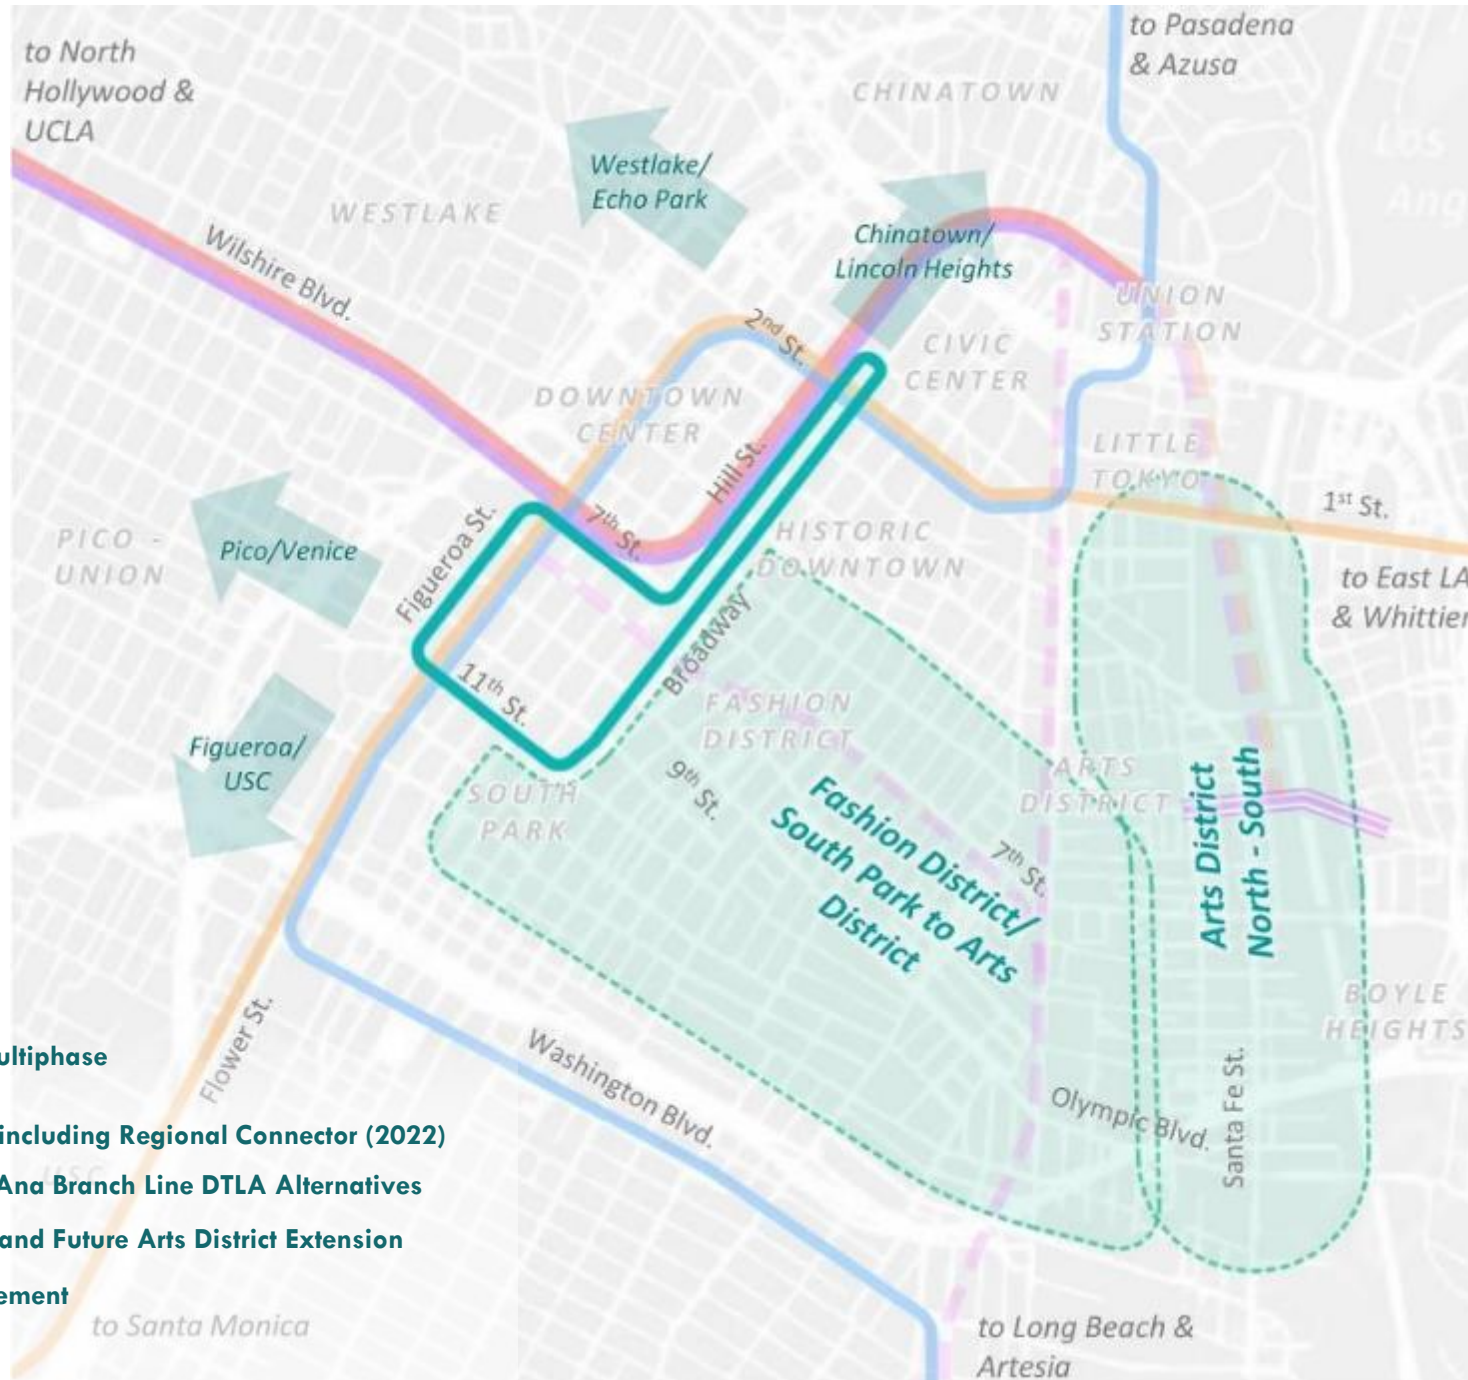 to North
Hollywood &
UCLA
to Pasadena
& Azusa
CHINATOWN
Los
Ang
Westlake/
Echo Park
WESTLAKE
Wilshire Blvd.
Chinatown/
Lincoln Heights
UNION
STATION
2nd St.
CIVIC
CENTER
DOWNTOWN
CENTER
LITTLE
TOKYO
Hill St.
1st St.
7th St.
Figueroa St.
HISTORIC
DOWNTOWN
PICO -
UNION
Pico/Venice
to East LA
& Whittier
Broadway
11th St.
FASHION
DISTRICT
Figueroa/
USC
9th St.
SOUTH
PARK
ARTS
DISTRICT
Fashion District/
South Park to Arts
District
7th St.
Arts District
North - South
BOYLE
HEIGHTS
Flower St.
Washington Blvd.
Olympic Blvd.
Santa Fe St.
ultiphase
including Regional Connector (2022)
USC
Ana Branch Line DTLA Alternatives
and Future Arts District Extension
ement
to Santa Monica
to Long Beach &
Artesia